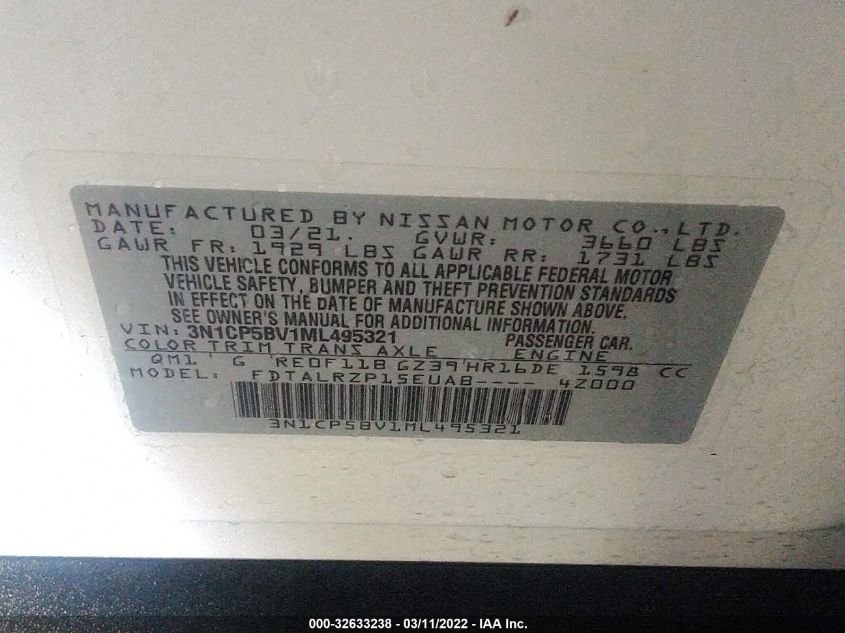 MANUFACTURED BY NISSAN MOTOR CO., LTD.
DATE: 03/21. GVWR: 3660 LBS
GAWR FR: 1929 LBS GAWR RR: 1731 LBS
THIS VEHICLE CONFORMS TO ALL APPLICABLE FEDERAL MOTOR
VEHICLE SAFETY, BUMPER AND THEFT PREVENTION STANDARDS
IN EFFECT ON THE DATE OF MANUFACTURE SHOWN ABOVE.
SEE OWNER'S MANUAL FOR ADDITIONAL INFORMATION.
VIN: 3N1CP5BV1ML495321 PASSENGER CAR.
COLOR TRIM TRANS AXLE ENGINE
QM1 G RE0F11B GZ39 HR16DE 1598 CC
MODEL: FDTALRZP15EUAB---- 4Z000
3N1CP5BV1ML495321
000-32633238 - 03/11/2022 - IAA Inc.